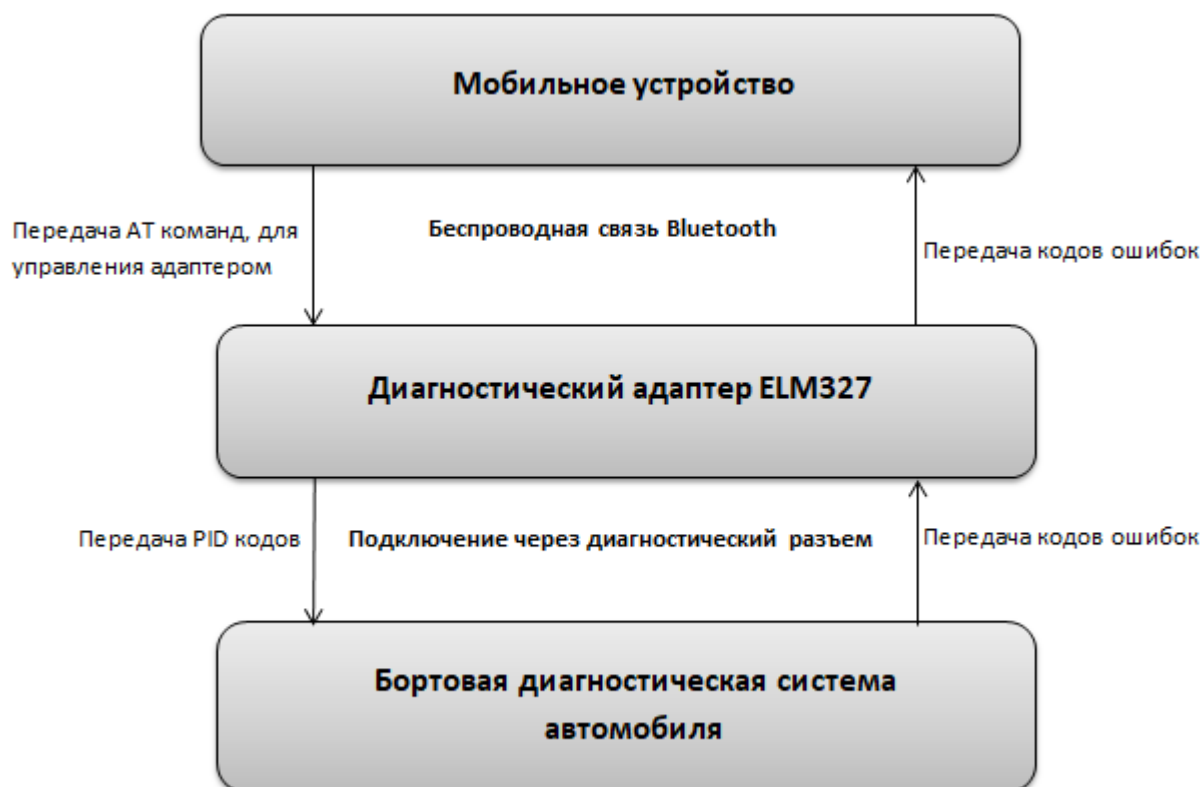 Мобильное устройство
Передача АТ команд, для
управления адаптером
Беспроводная связь Bluetooth
Передача кодов ошибок
Диагностический адаптер ELM327
Передача PID кодов
Подключение через диагностический разъем
Передача кодов ошибок
Бортовая диагностическая система
автомобиля